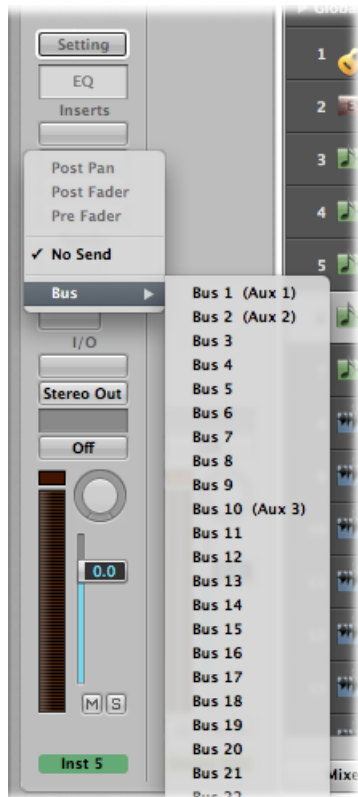 Setting
EQ
Inserts
Post Pan
Post Fader
Pre Fader
✓ No Send
Bus ▶
Bus 1 (Aux 1)
Bus 2 (Aux 2)
Bus 3
Bus 4
Bus 5
Bus 6
Bus 7
Bus 8
Bus 9
Bus 10 (Aux 3)
Bus 11
Bus 12
Bus 13
Bus 14
Bus 15
Bus 16
Bus 17
Bus 18
Bus 19
Bus 20
Bus 21
I/O
Stereo Out
Off
0.0
M S
Inst 5
1
2
3
4
5